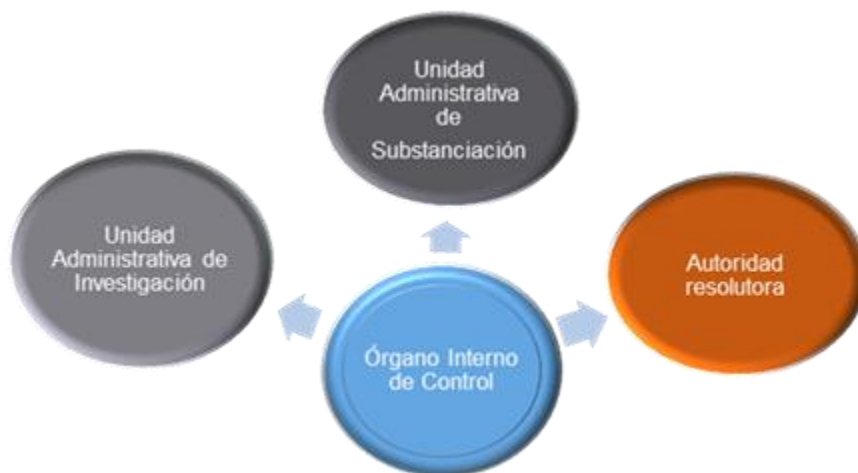 Unidad
Administrativa
de
Substanciación
Unidad
Administrativa de
Investigación
Autoridad
resolutora
Órgano Interno
de Control